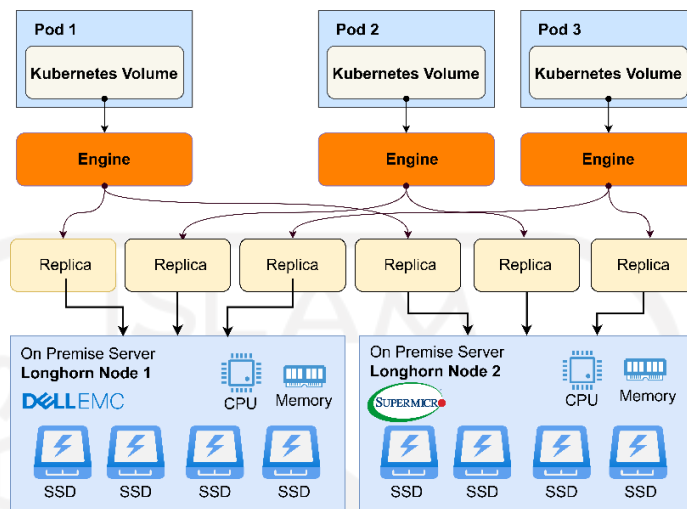 Pod 1
Pod 2
Pod 3
Kubernetes Volume
Kubernetes Volume
Kubernetes Volume
Engine
Engine
Engine
Replica
Replica
Replica
Replica
Replica
Replica
On Premise Server
Longhorn Node 1
DELLEMC
CPU
Memory
SSD
SSD
SSD
SSD
On Premise Server
Longhorn Node 2
SUPERMICR
CPU
Memory
SSD
SSD
SSD
SSD